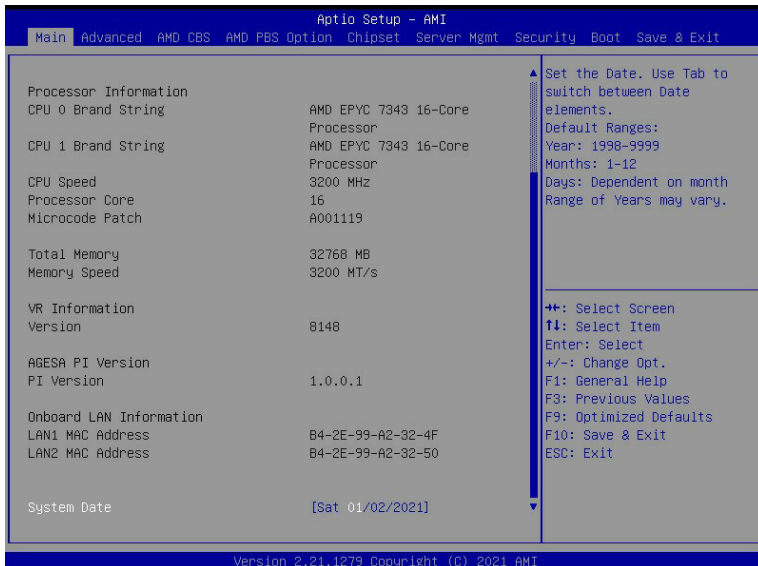 Aptio Setup - AMI
Main Advanced AMD CBS AMD PBS Option Chipset Server Mgmt Security Boot Save & Exit
Processor Information
CPU 0 Brand String AMD EPYC 7343 16-Core
Processor
CPU 1 Brand String AMD EPYC 7343 16-Core
Processor
CPU Speed 3200 MHz
Processor Core 16
Microcode Patch A001119
Total Memory 32768 MB
Memory Speed 3200 MT/s
VR Information
Version 8148
AGESA PI Version
PI Version 1.0.0.1
Onboard LAN Information
LAN1 MAC Address B4-2E-99-A2-32-4F
LAN2 MAC Address B4-2E-99-A2-32-50
System Date [Sat 01/02/2021]
Set the Date. Use Tab to
switch between Date
elements.
Default Ranges:
Year: 1998-9999
Months: 1-12
Days: Dependent on month
Range of Years may vary.
→←: Select Screen
↑↓: Select Item
Enter: Select
+/-: Change Opt.
F1: General Help
F3: Previous Values
F9: Optimized Defaults
F10: Save & Exit
ESC: Exit
Version 2.21.1279 Copyright (C) 2021 AMI